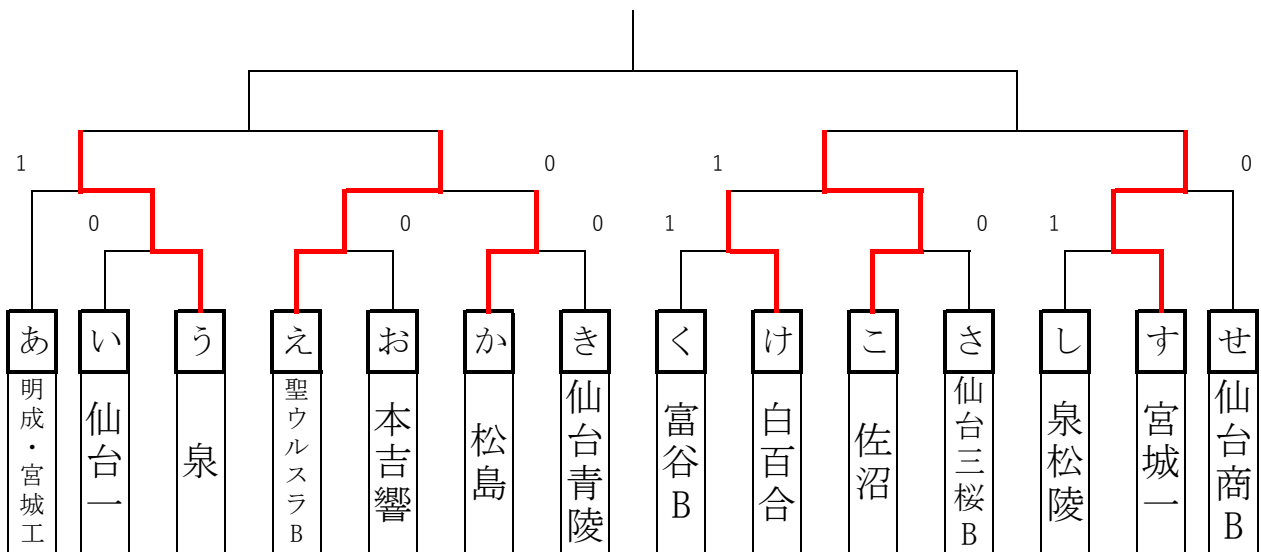 1
0
1
0
0
0
0
1
0
1
あ
い
う
え
お
か
き
く
け
こ
さ
し
す
せ
明成・宮城工
仙台一
泉
聖ウルスラB
本吉響
松島
仙台青陵
富谷B
白百合
佐沼
仙台三桜B
泉松陵
宮城一
仙台商B